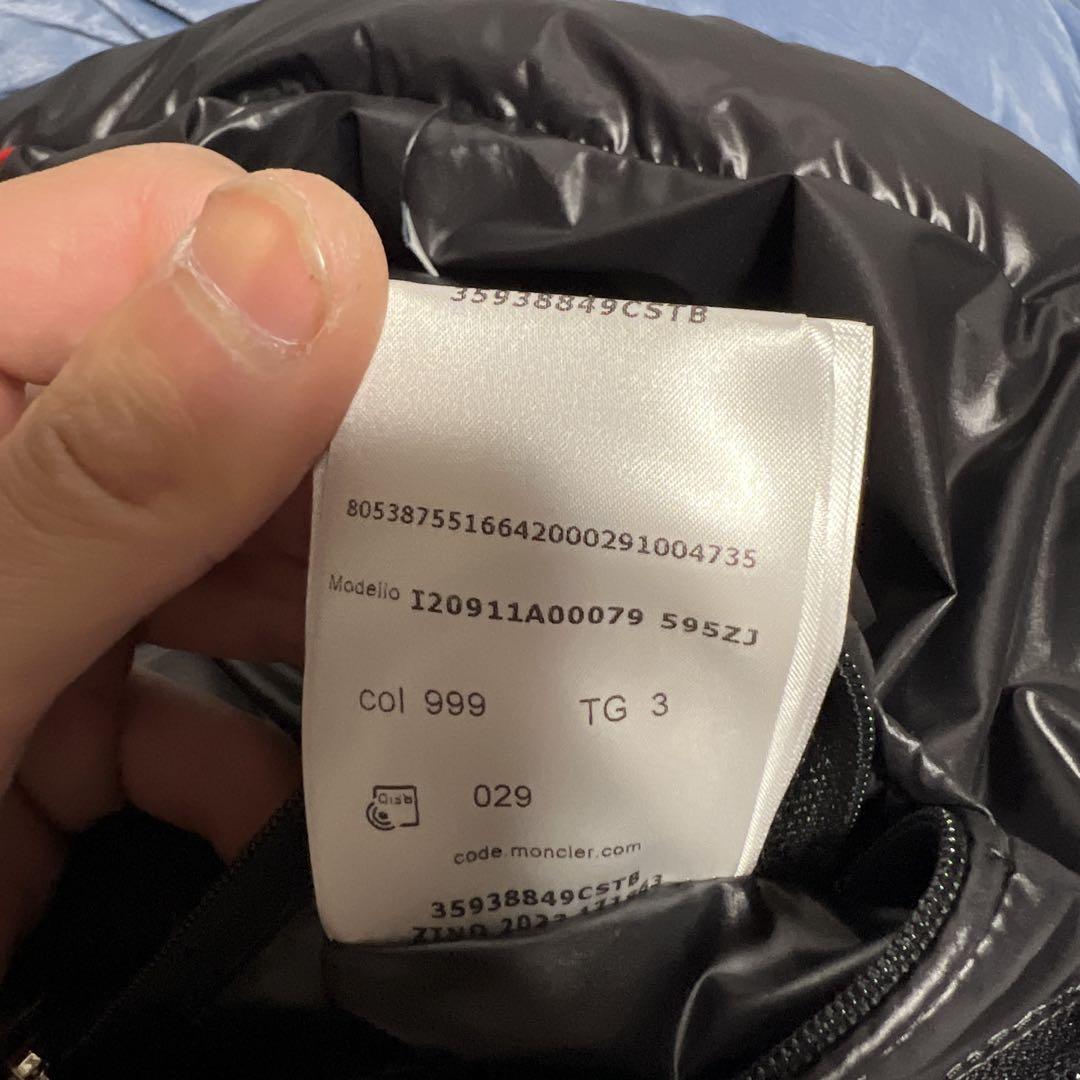 35938849CSTB
8053875516642000291004735
Modello I20911A00079 595ZJ
col 999 TG 3
029
code.moncler.com
35938849CSTB